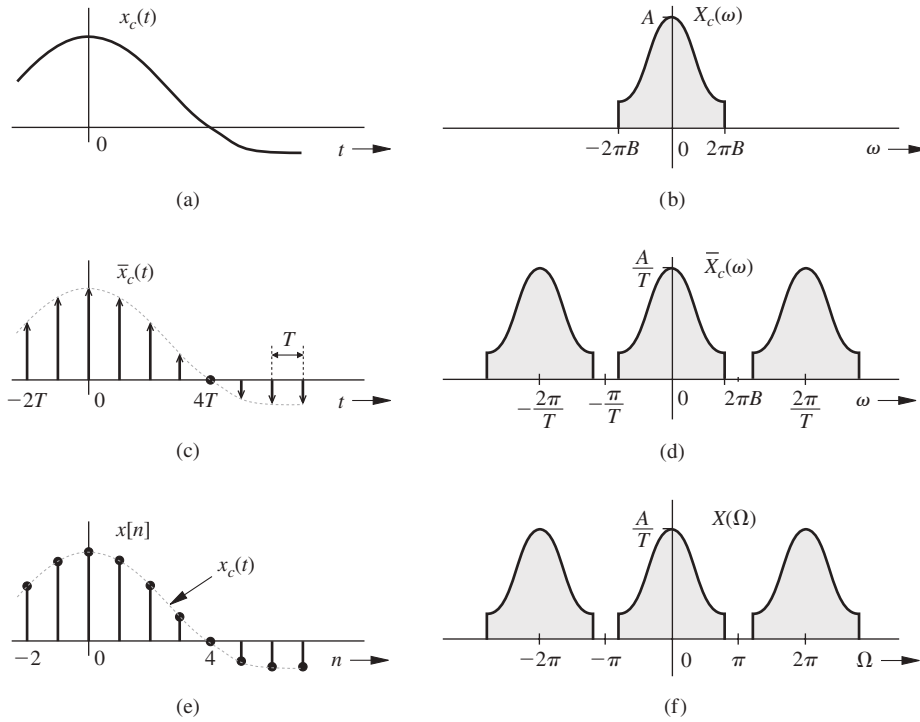 x_c(t)
0
t
(a)
A
X_c(ω)
−2πB
0
2πB
ω
(b)
x̅_c(t)
T
−2T
0
4T
t
(c)
A/T
X̅_c(ω)
−2π/T
−π/T
0
2πB
2π/T
ω
(d)
x[n]
x_c(t)
−2
0
4
n
(e)
A/T
X(Ω)
−2π
−π
0
π
2π
Ω
(f)